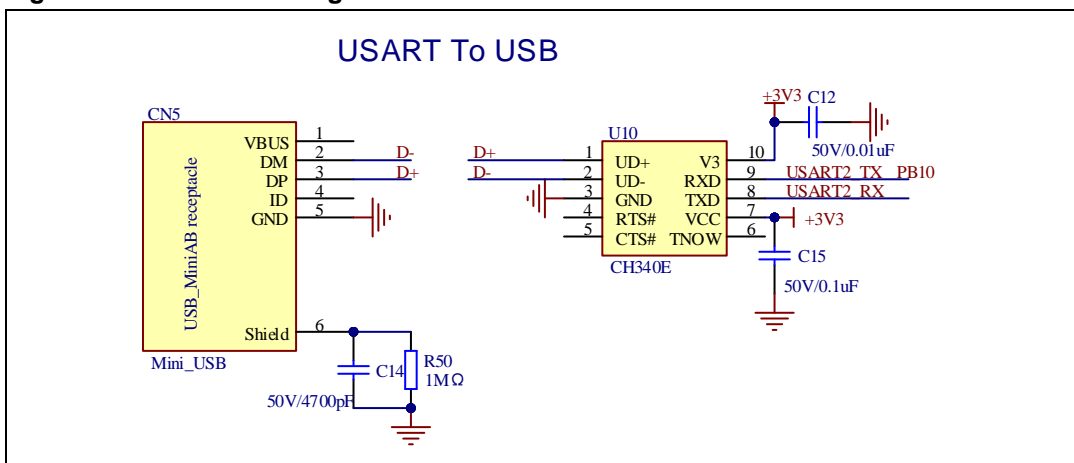 USART To USB
CN5
VBUS 1
DM 2 D-
DP 3 D+
ID 4
GND 5
USB_MiniAB receptacle
Shield 6
Mini_USB
C14
50V/4700pF
R50
1MΩ
U10
D+ 1 UD+ V3 10
D- 2 UD- RXD 9 USART2_TX PB10
3 GND TXD 8 USART2_RX
4 RTS# VCC 7 +3V3
5 CTS# TNOW 6
CH340E
+3V3 C12
50V/0.01uF
C15
50V/0.1uF